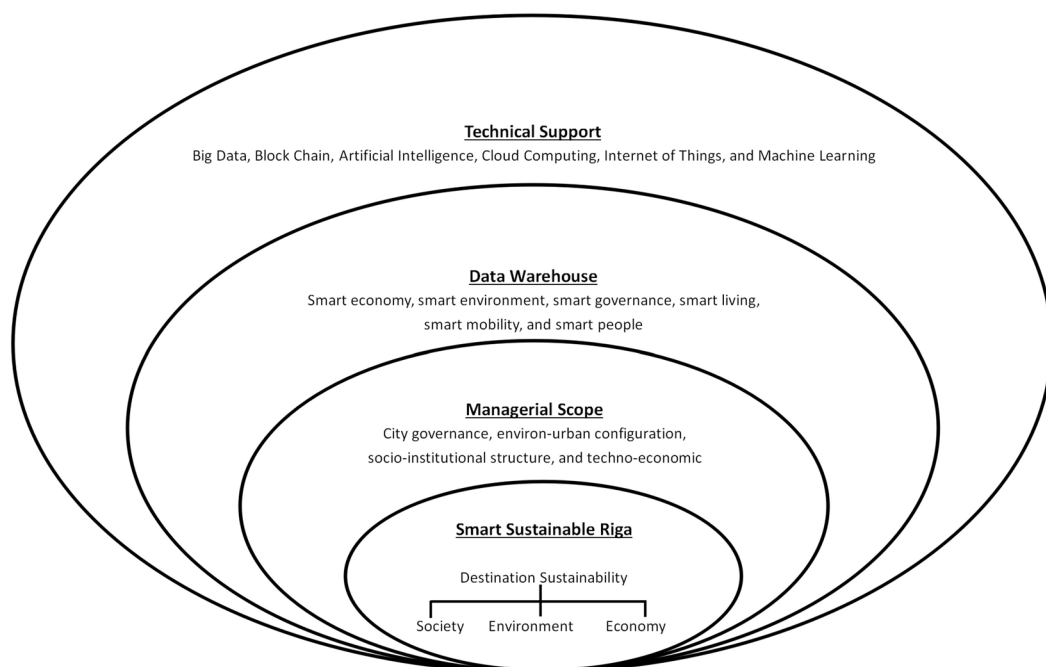 Technical Support
Big Data, Block Chain, Artificial Intelligence, Cloud Computing, Internet of Things, and Machine Learning
Data Warehouse
Smart economy, smart environment, smart governance, smart living,
smart mobility, and smart people
Managerial Scope
City governance, environ-urban configuration,
socio-institutional structure, and techno-economic
Smart Sustainable Riga
Destination Sustainability
Society Environment Economy